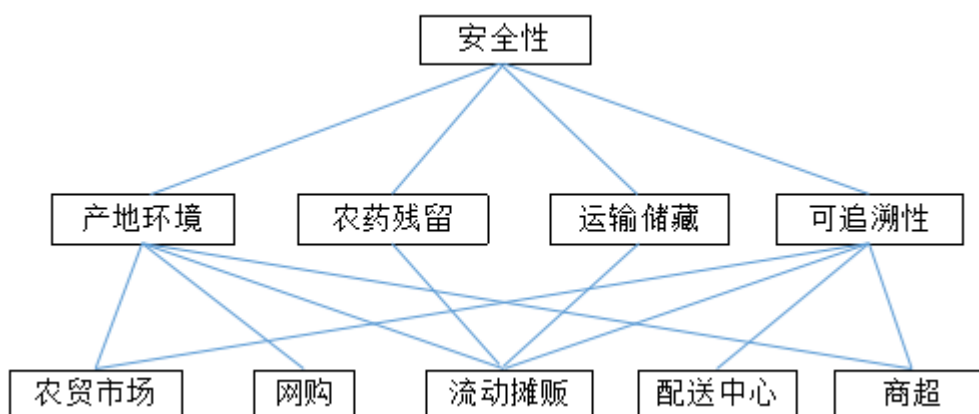 安全性
产地环境 农药残留 运输储藏 可追溯性
农贸市场 网购 流动摊贩 配送中心 商超